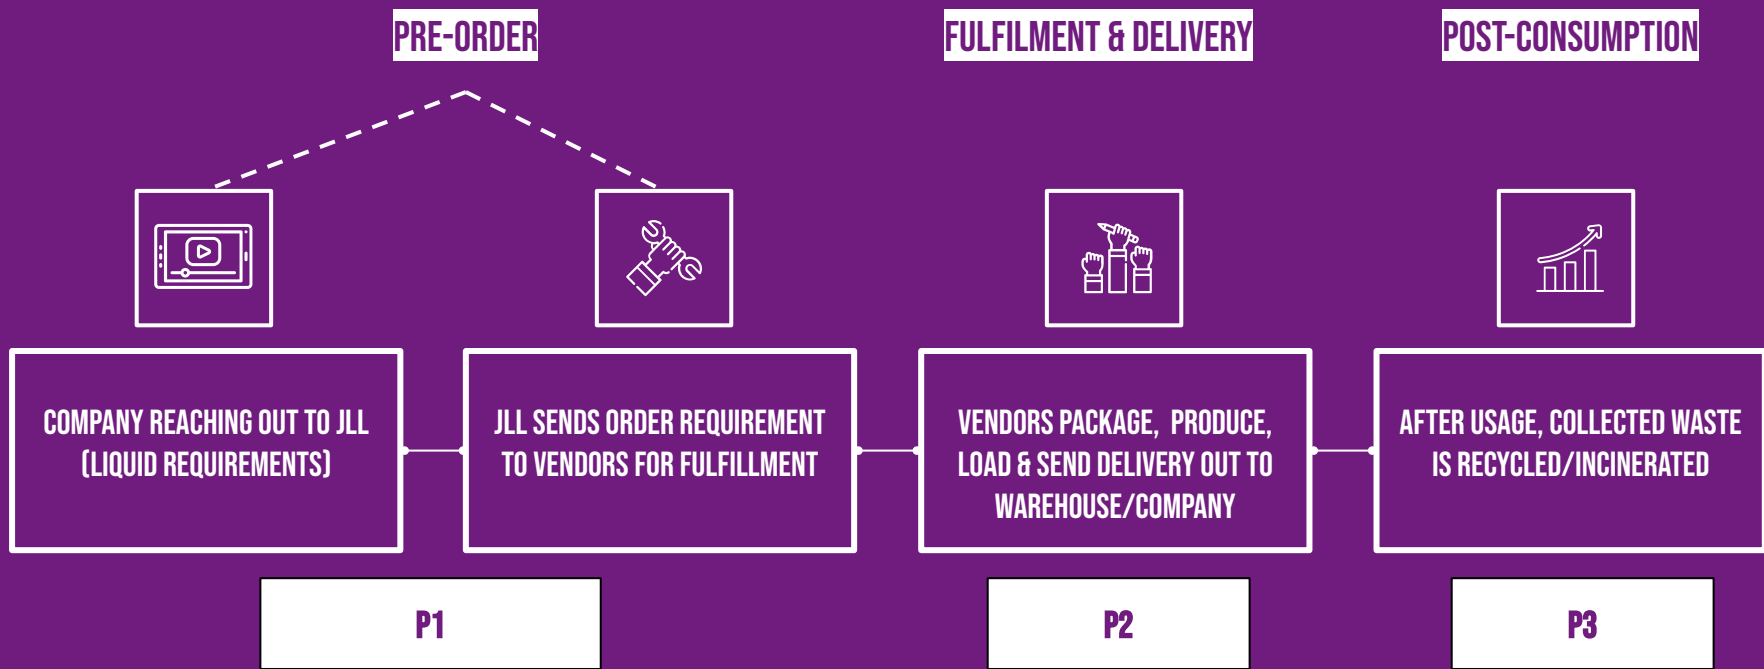 PRE-ORDER
FULFILMENT & DELIVERY
POST-CONSUMPTION
COMPANY REACHING OUT TO JLL
(LIQUID REQUIREMENTS)
JLL SENDS ORDER REQUIREMENT
TO VENDORS FOR FULFILLMENT
VENDORS PACKAGE, PRODUCE,
LOAD & SEND DELIVERY OUT TO
WAREHOUSE/COMPANY
AFTER USAGE, COLLECTED WASTE
IS RECYCLED/INCINERATED
P1
P2
P3